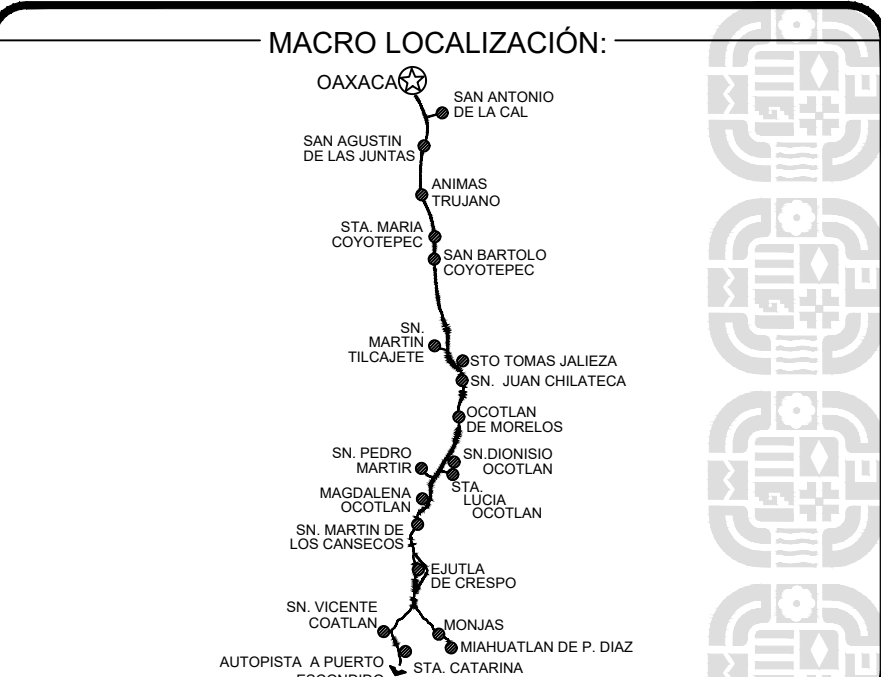 MACRO LOCALIZACIÓN:
OAXACA
SAN ANTONIO
DE LA CAL
SAN AGUSTIN
DE LAS JUNTAS
ANIMAS
TRUJANO
STA. MARIA
COYOTEPEC
SAN BARTOLO
COYOTEPEC
SN.
MARTIN
TILCAJETE
STO TOMAS JALIEZA
SN. JUAN CHILATECA
OCOTLAN
DE MORELOS
SN. PEDRO
MARTIR
SN.DIONISIO
OCOTLAN
STA.
LUCIA
OCOTLAN
MAGDALENA
OCOTLAN
SN. MARTIN DE
LOS CANSECOS
EJUTLA
DE CRESPO
SN. VICENTE
COATLAN
MONJAS
MIAHUATLAN DE P. DIAZ
AUTOPISTA A PUERTO
ESCONDIDO
STA. CATARINA